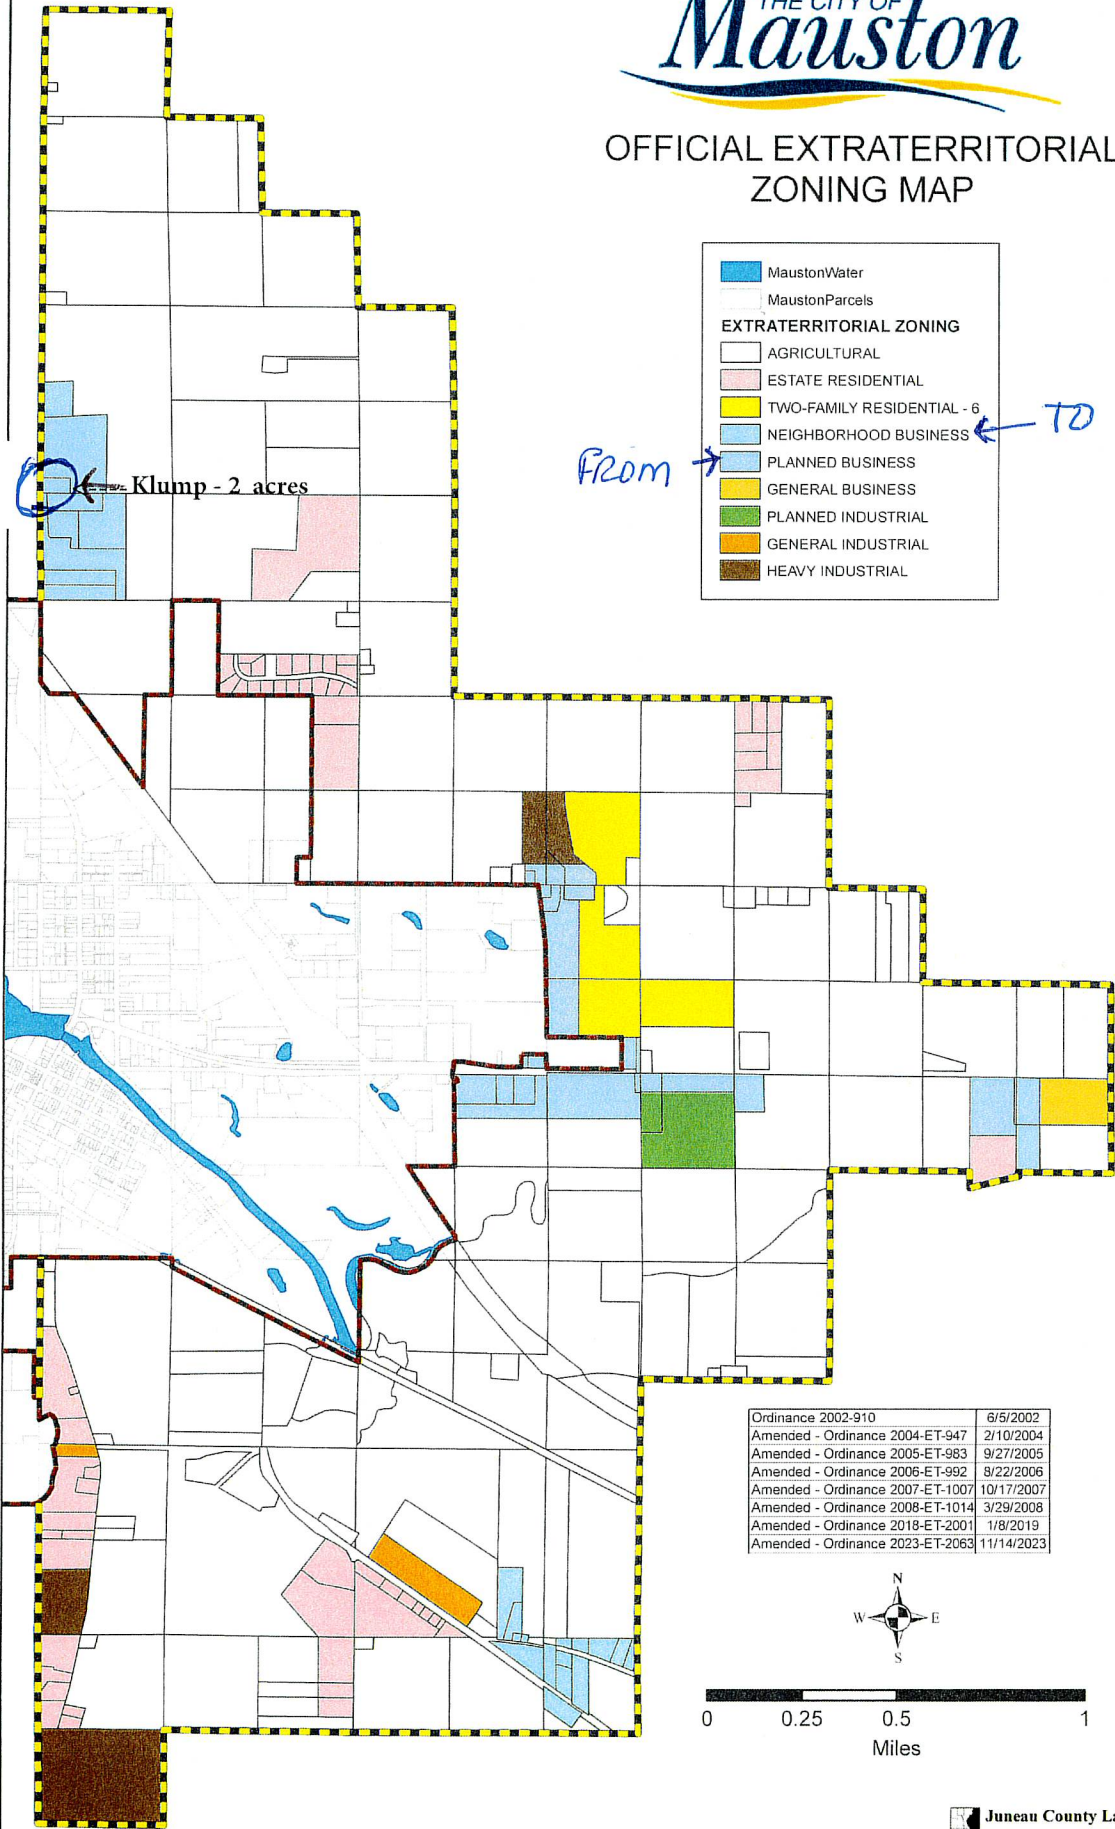 THE CITY OF
Mauston
OFFICIAL EXTRATERRITORIAL
ZONING MAP
MaustonWater
MaustonParcels
EXTRATERRITORIAL ZONING
AGRICULTURAL
ESTATE RESIDENTIAL
TWO-FAMILY RESIDENTIAL - 6
NEIGHBORHOOD BUSINESS
TO
FROM
PLANNED BUSINESS
GENERAL BUSINESS
PLANNED INDUSTRIAL
GENERAL INDUSTRIAL
HEAVY INDUSTRIAL
Klump - 2 acres
Ordinance 2002-910 6/5/2002
Amended - Ordinance 2004-ET-947 2/10/2004
Amended - Ordinance 2005-ET-983 9/27/2005
Amended - Ordinance 2006-ET-992 8/22/2006
Amended - Ordinance 2007-ET-1007 10/17/2007
Amended - Ordinance 2008-ET-1014 3/29/2008
Amended - Ordinance 2018-ET-2001 1/8/2019
Amended - Ordinance 2023-ET-2063 11/14/2023
N
W E
S
0 0.25 0.5 1
Miles
Juneau County La